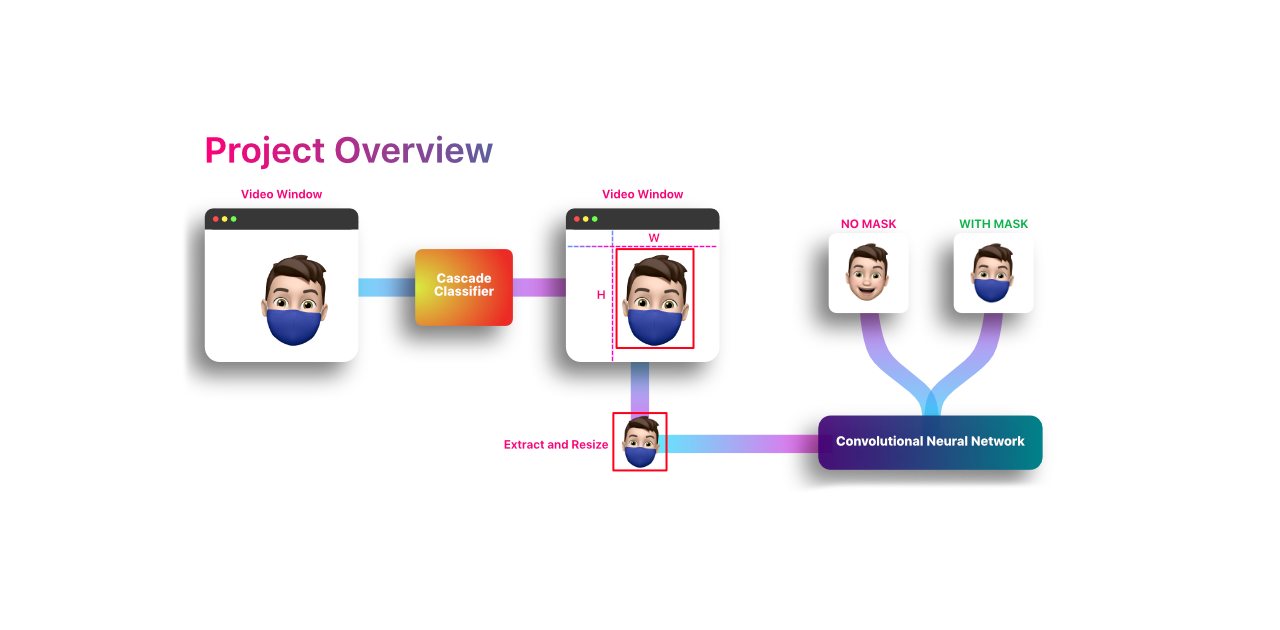 Project Overview
Video Window
Video Window
Cascade
Classifier
W
H
NO MASK
WITH MASK
Extract and Resize
Convolutional Neural Network